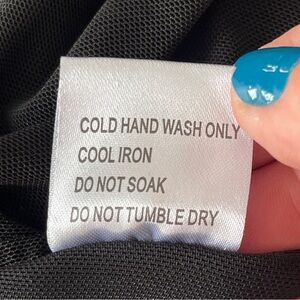 COLD HAND WASH ONLY
COOL IRON
DO NOT SOAK
DO NOT TUMBLE DRY